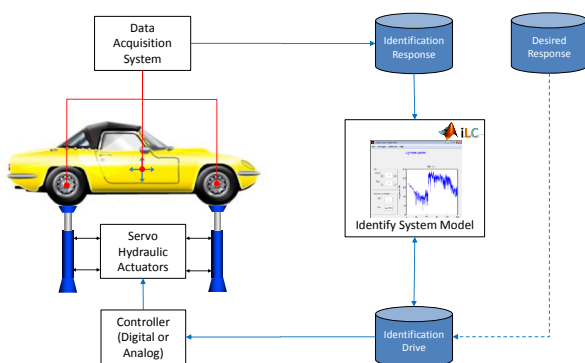 Data
Acquisition
System
Identification
Response
Desired
Response
iLC
Identify System Model
Servo
Hydraulic
Actuators
Controller
(Digital or
Analog)
Identification
Drive